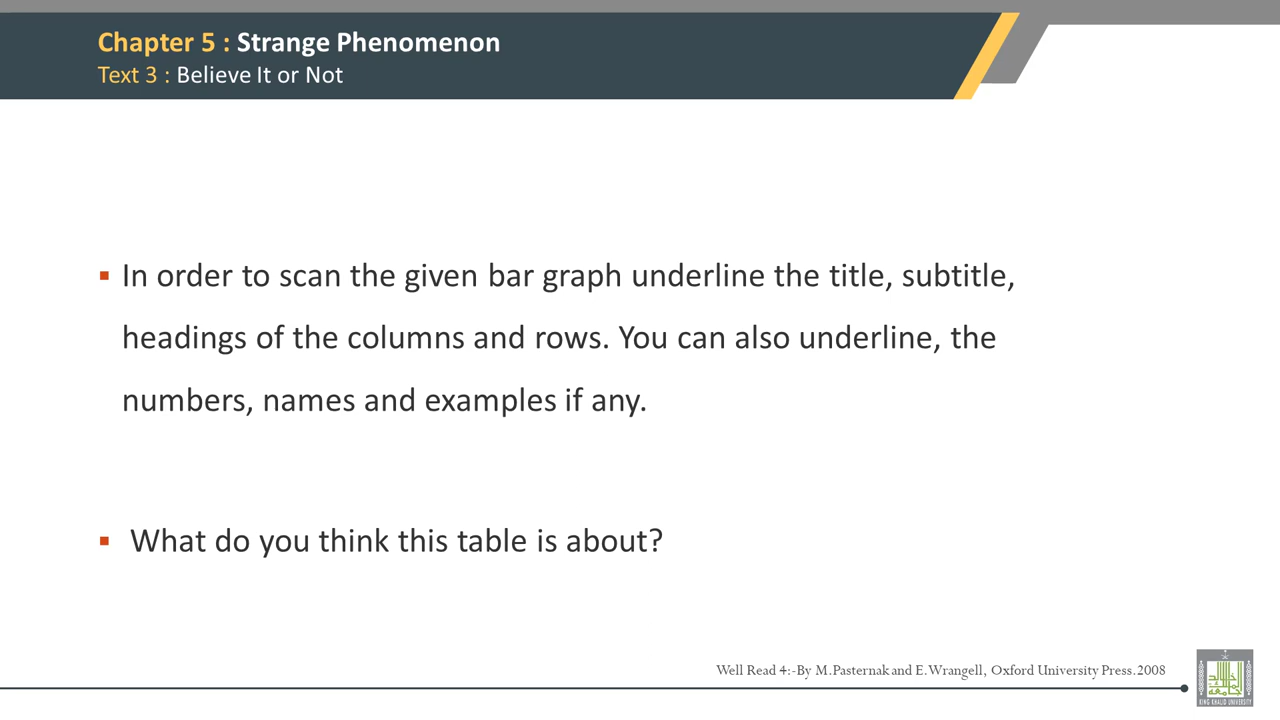 Chapter 5 : Strange Phenomenon
Text 3 : Believe It or Not
▪ In order to scan the given bar graph underline the title, subtitle,
headings of the columns and rows. You can also underline, the
numbers, names and examples if any.
▪ What do you think this table is about?
Well Read 4:-By M.Pasternak and E.Wrangell, Oxford University Press.2008
KING KHALID UNIVERSITY